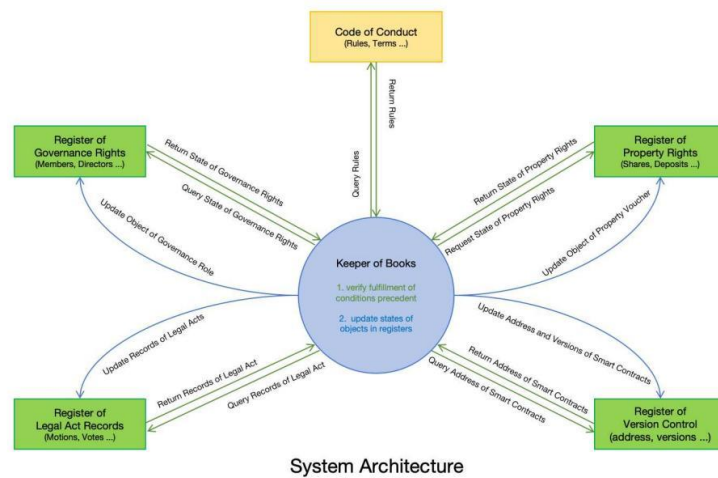 Code of Conduct
(Rules, Terms ...)
Return Rules
Query Rules
Register of
Governance Rights
(Members, Directors ...)
Return State of Governance Rights
Query State of Governance Rights
Update Object of Governance Role
Register of
Property Rights
(Shares, Deposits ...)
Return State of Property Rights
Request State of Property Rights
Update Object of Property Voucher
Keeper of Books
1. verify fulfillment of
conditions precedent
2. update states of
objects in registers
Update Records of Legal Acts
Return Records of Legal Act
Query Records of Legal Act
Register of
Legal Act Records
(Motions, Votes ...)
Update Address and Versions of Smart Contracts
Return Address of Smart Contracts
Query Address of Smart Contracts
Register of
Version Control
(address, versions ...)
System Architecture